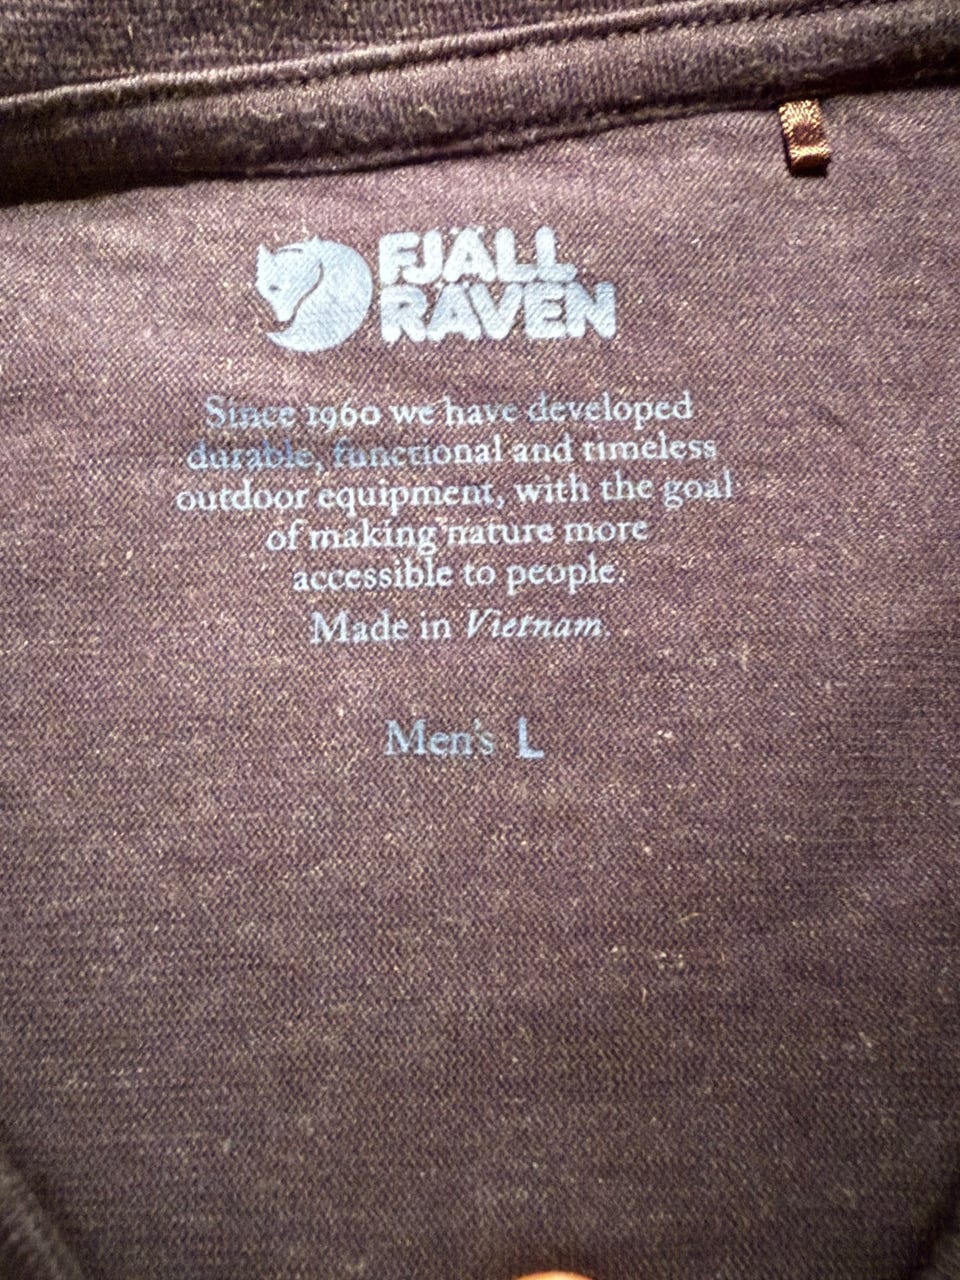 FJÄLL
RÄVEN
Since 1960 we have developed
durable, functional and timeless
outdoor equipment, with the goal
of making nature more
accessible to people.
Made in Vietnam.
Men's L